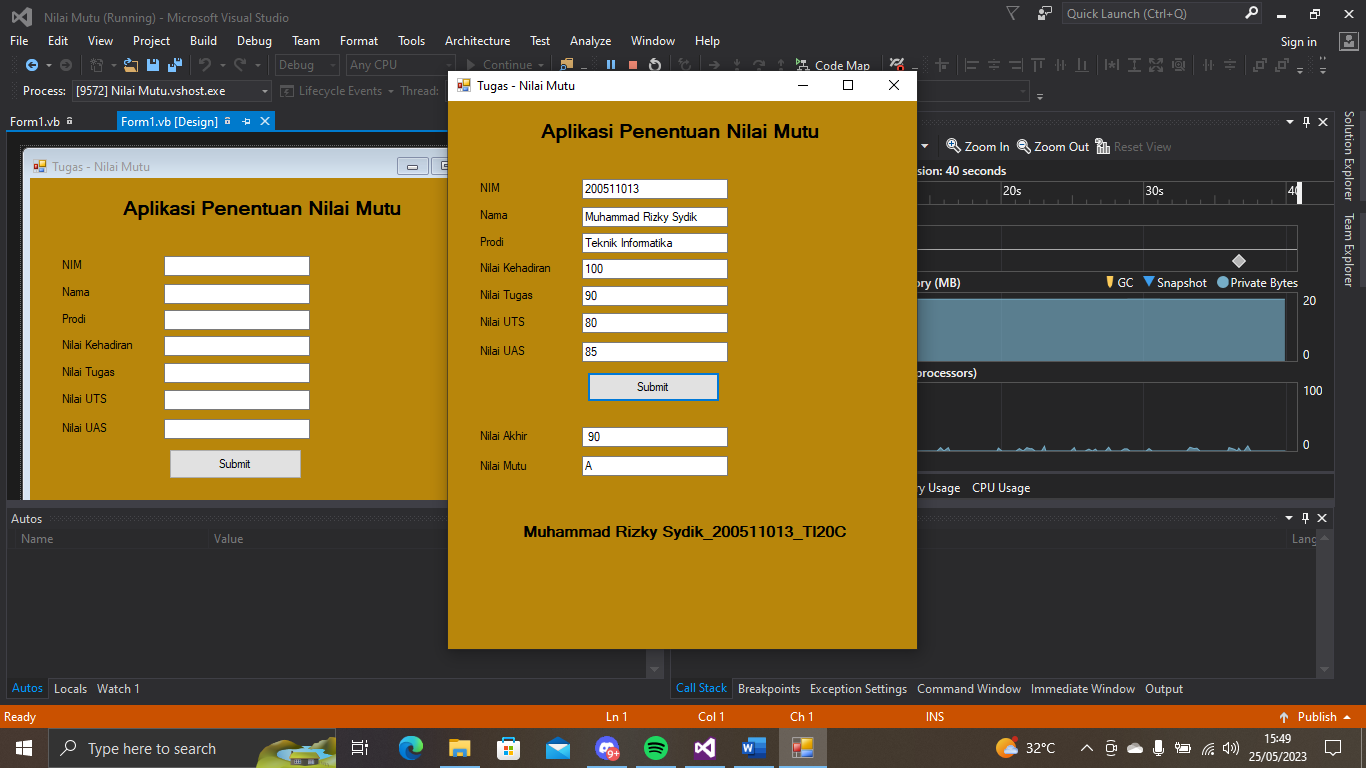 Nilai Mutu (Running) - Microsoft Visual Studio
Quick Launch (Ctrl+Q)
File Edit View Project Build Debug Team Format Tools Architecture Test Analyze Window Help
Sign in
Debug Any CPU Continue Code Map
Process: [9572] Nilai Mutu.vshost.exe Lifecycle Events Thread:
Form1.vb Form1.vb [Design]
Tugas - Nilai Mutu
Aplikasi Penentuan Nilai Mutu
NIM
Nama
Prodi
Nilai Kehadiran
Nilai Tugas
Nilai UTS
Nilai UAS
Submit
Tugas - Nilai Mutu
Aplikasi Penentuan Nilai Mutu
NIM 200511013
Nama Muhammad Rizky Sydik
Prodi Teknik Informatika
Nilai Kehadiran 100
Nilai Tugas 90
Nilai UTS 80
Nilai UAS 85
Submit
Nilai Akhir 90
Nilai Mutu A
Muhammad Rizky Sydik_200511013_TI20C
Zoom In Zoom Out Reset View
sion: 40 seconds
20s 30s 40
ory (MB) GC Snapshot Private Bytes
20
0
processors)
100
0
ry Usage CPU Usage
Solution Explorer
Team Explorer
Autos
Name Value
Lang
Autos Locals Watch 1
Call Stack Breakpoints Exception Settings Command Window Immediate Window Output
Ready Ln 1 Col 1 Ch 1 INS Publish
Type here to search
9+
32°C
15:49
25/05/2023